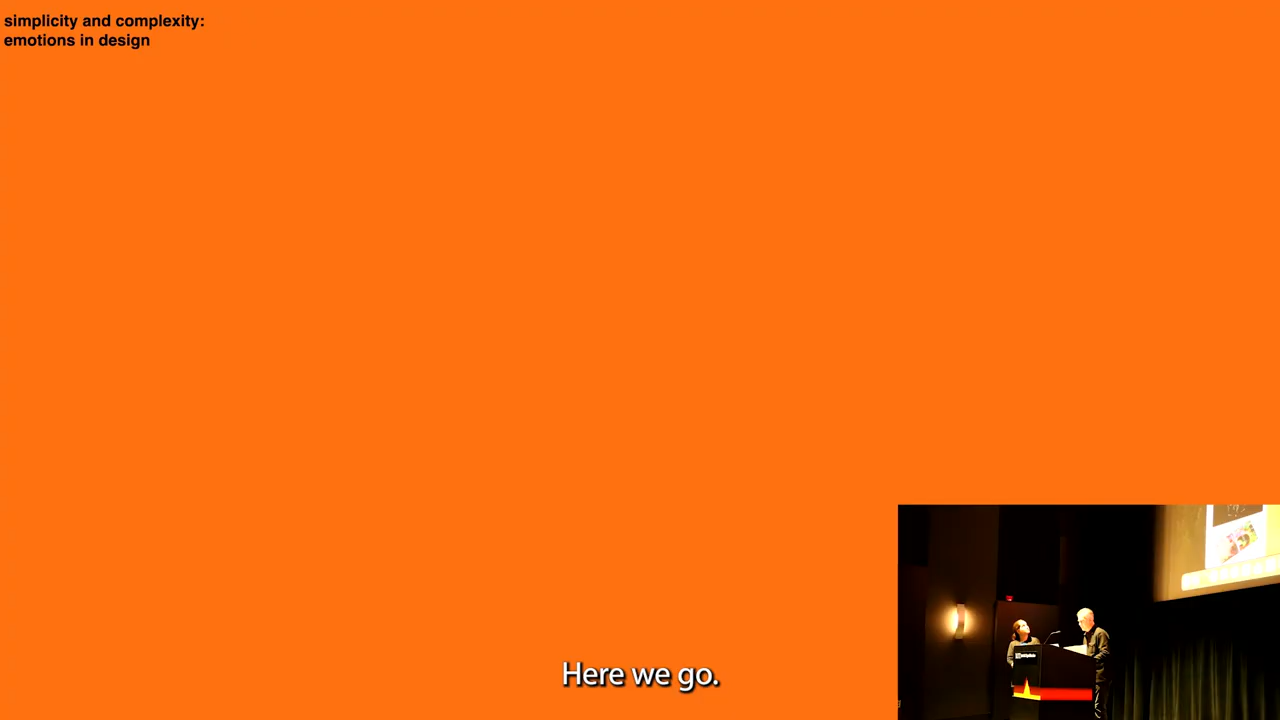 simplicity and complexity:
emotions in design
Here we go.